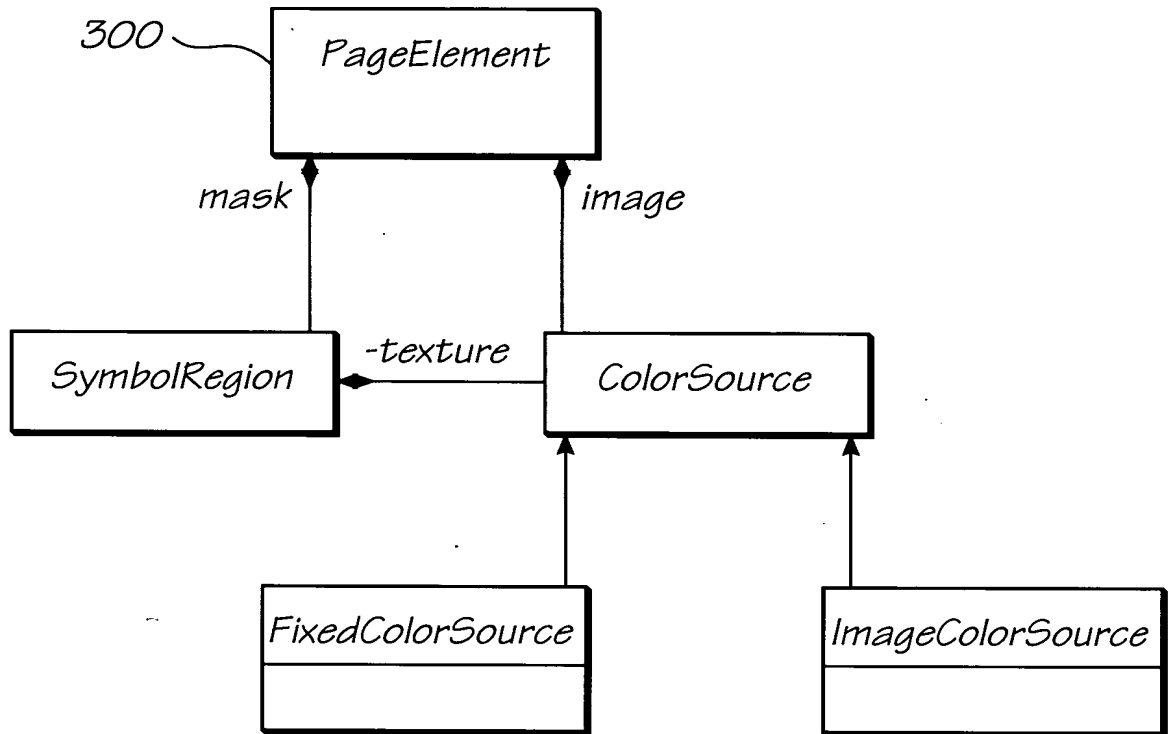 300
PageElement
mask
image
SymbolRegion
-texture
ColorSource
FixedColorSource
ImageColorSource